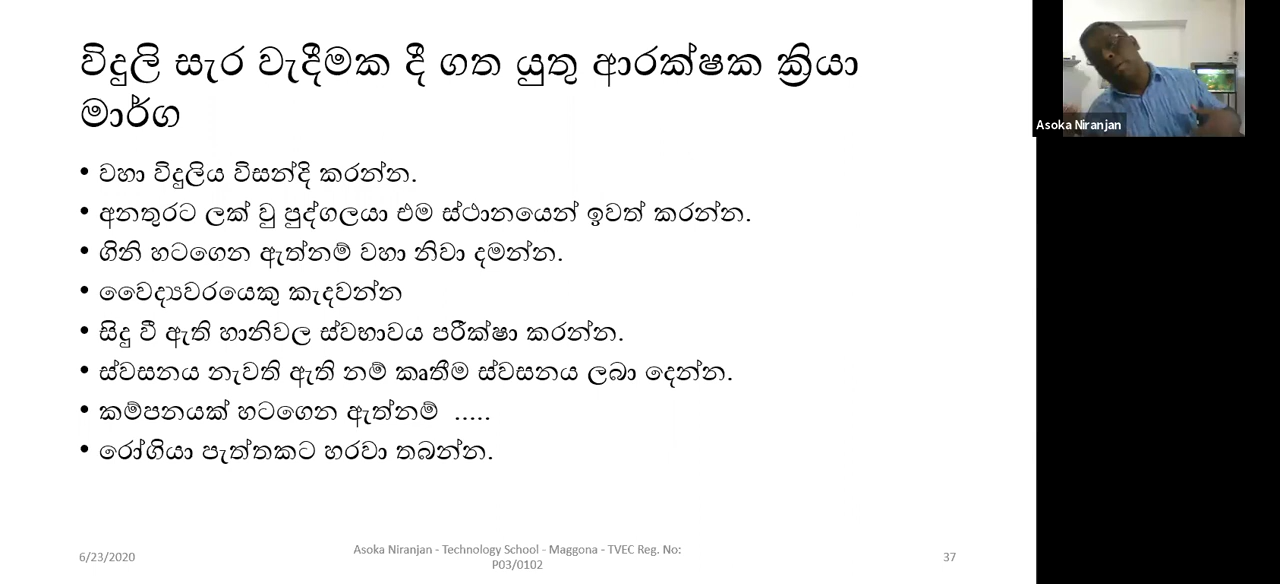 විදුලි සැර වැදීමක දී ගත යුතු ආරක්ෂක ක්‍රියා
මාර්ග
• වහා විදුලිය විසන්දි කරන්න.
• අනතුරට ලක් වු පුද්ගලයා එම ස්ථානයෙන් ඉවත් කරන්න.
• ගිනි හටගෙන ඇත්නම් වහා නිවා දමන්න.
• වෛද්‍යවරයෙකු කැදවන්න
• සිදු වී ඇති හානිවල ස්වභාවය පරීක්ෂා කරන්න.
• ස්වසනය නැවති ඇති නම් කෘතීම ස්වසනය ලබා දෙන්න.
• කම්පනයක් හටගෙන ඇත්නම් .....
• රෝගියා පැත්තකට හරවා තබන්න.
6/23/2020
Asoka Niranjan - Technology School - Maggona - TVEC Reg. No:
P03/0102
37
Asoka Niranjan